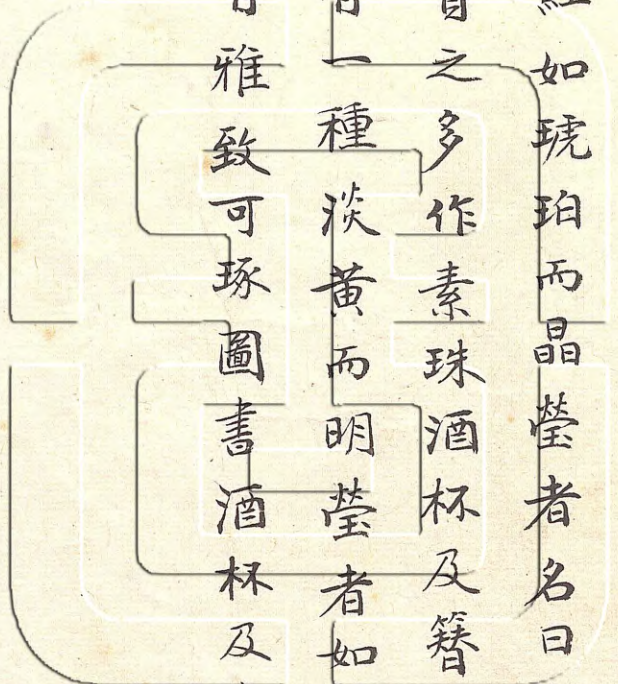 如琥珀而晶瑩者名曰
之多作素珠酒杯及簪
一種淡黃而明瑩者如
雅致可琢圖書酒杯及